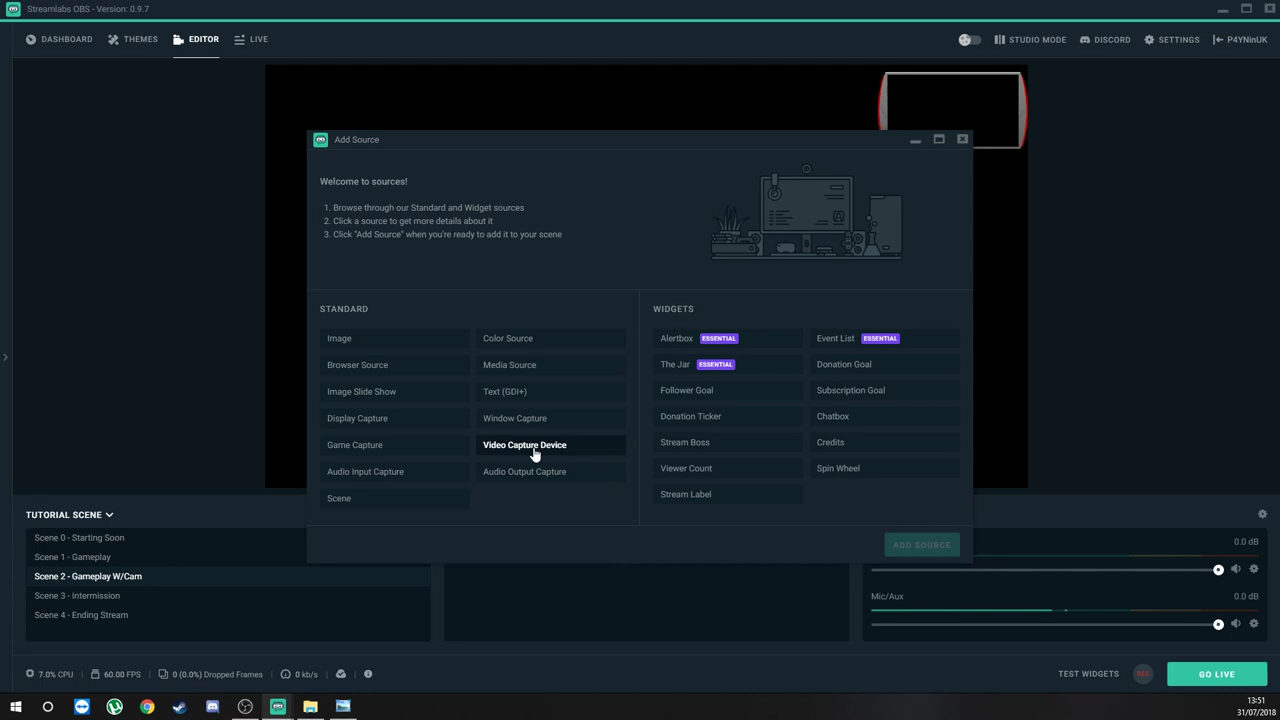 Streamlabs OBS - Version: 0.9.7
DASHBOARD
THEMES
EDITOR
LIVE
STUDIO MODE
DISCORD
SETTINGS
P4YNinUK
Add Source
Welcome to sources!
1. Browse through our Standard and Widget sources
2. Click a source to get more details about it
3. Click "Add Source" when you're ready to add it to your scene
STANDARD
Image
Color Source
Browser Source
Media Source
Image Slide Show
Text (GDI+)
Display Capture
Window Capture
Game Capture
Video Capture Device
Audio Input Capture
Audio Output Capture
Scene
WIDGETS
Alertbox ESSENTIAL
Event List ESSENTIAL
The Jar ESSENTIAL
Donation Goal
Follower Goal
Subscription Goal
Donation Ticker
Chatbox
Stream Boss
Credits
Viewer Count
Spin Wheel
Stream Label
ADD SOURCE
TUTORIAL SCENE
Scene 0 - Starting Soon
Scene 1 - Gameplay
Scene 2 - Gameplay W/Cam
Scene 3 - Intermission
Scene 4 - Ending Stream
0.0 dB
Mic/Aux
0.0 dB
7.0% CPU
60.00 FPS
0 (0.0%) Dropped Frames
0 kb/s
TEST WIDGETS
REC
GO LIVE
13:51
31/07/2018